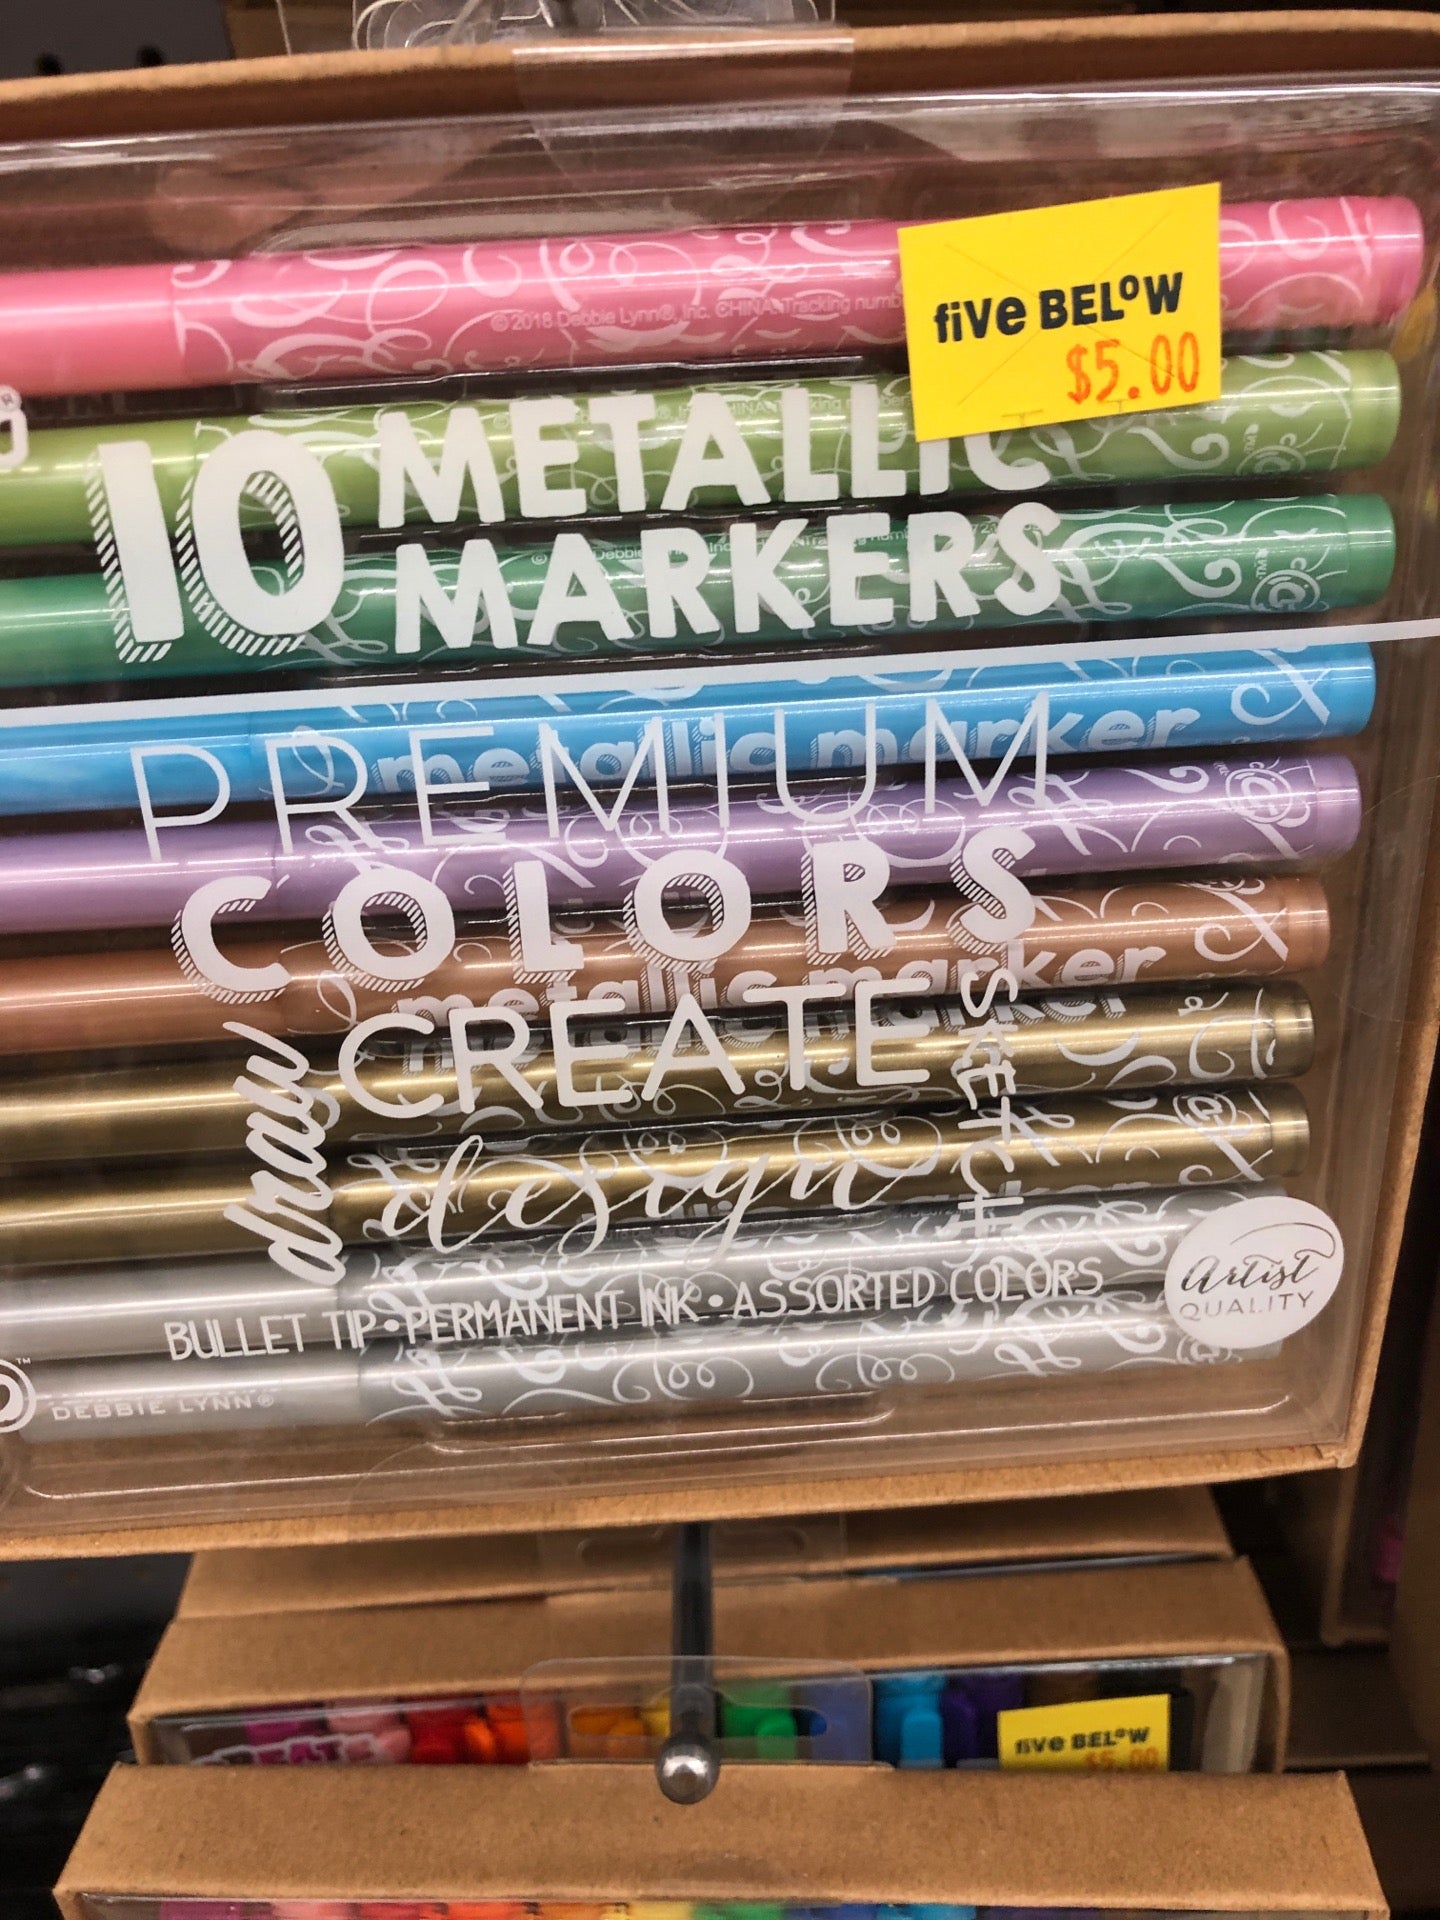 © 2018 Debbie Lynn®, Inc. CHINA. Tracking numb
five BELOW
$5.00
10 METALLIC
MARKERS
metallic marker
PREMIUM
COLORS
metallic marker
draw
CREATE
SKETCH
design
BULLET TIP • PERMANENT INK • ASSORTED COLORS
artist
QUALITY
DEBBIE LYNN®
five BELOW
$5.00